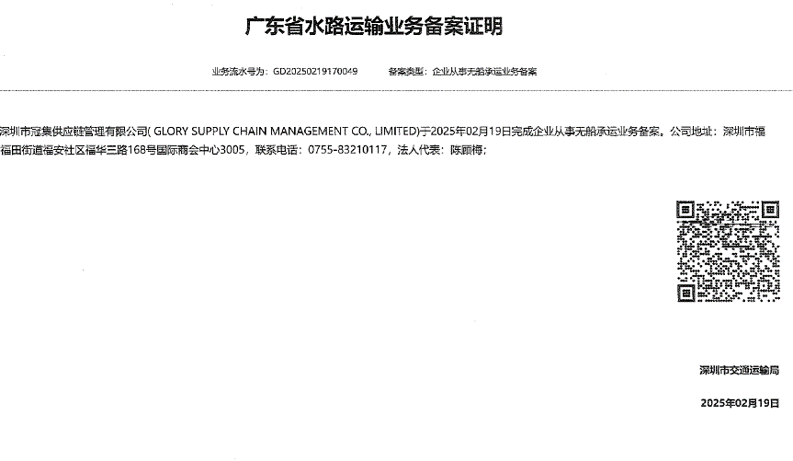 广东省水路运输业务备案证明
业务流水号为：GD20250219170049 备案类型：企业从事无船承运业务备案
深圳市冠集供应链管理有限公司( GLORY SUPPLY CHAIN MANAGEMENT CO., LIMITED)于2025年02月19日完成企业从事无船承运业务备案。公司地址：深圳市福
福田街道福安社区福华三路168号国际商会中心3005，联系电话：0755-83210117，法人代表：陈顾梅；
深圳市交通运输局
2025年02月19日